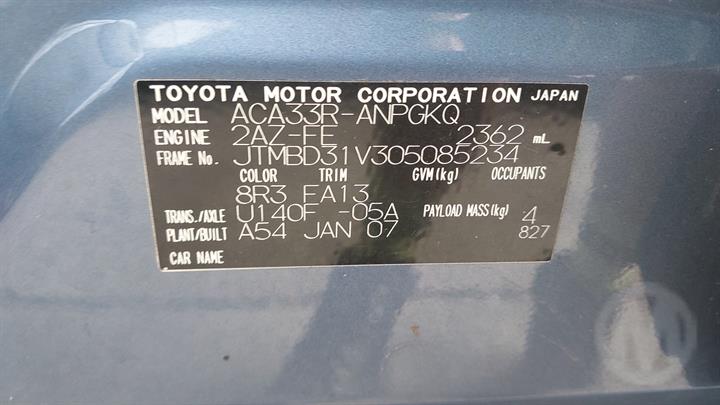 TOYOTA MOTOR CORPORATION JAPAN
MODEL ACA33R-ANPGKQ
ENGINE 2AZ-FE 2362 mL
FRAME No. JTMBD31V305085234
COLOR TRIM GVM(kg) OCCUPANTS
8R3 FA13
TRANS./AXLE U140F -05A PAYLOAD MASS(kg) 4
PLANT/BUILT A54 JAN 07 827
CAR NAME
M